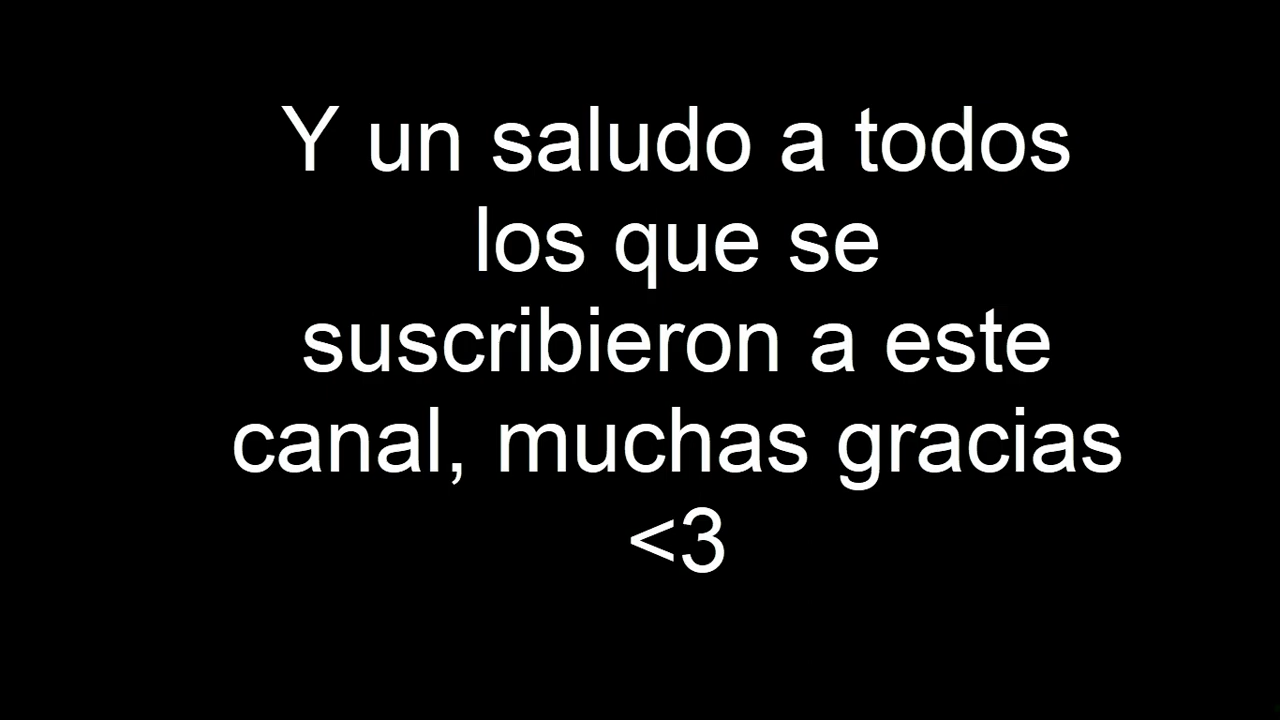 Y un saludo a todos
los que se
suscribieron a este
canal, muchas gracias
<3